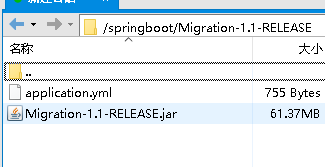 /springboot/Migration-1.1-RELEASE
名称 大小
..
application.yml 755 Bytes
Migration-1.1-RELEASE.jar 61.37MB